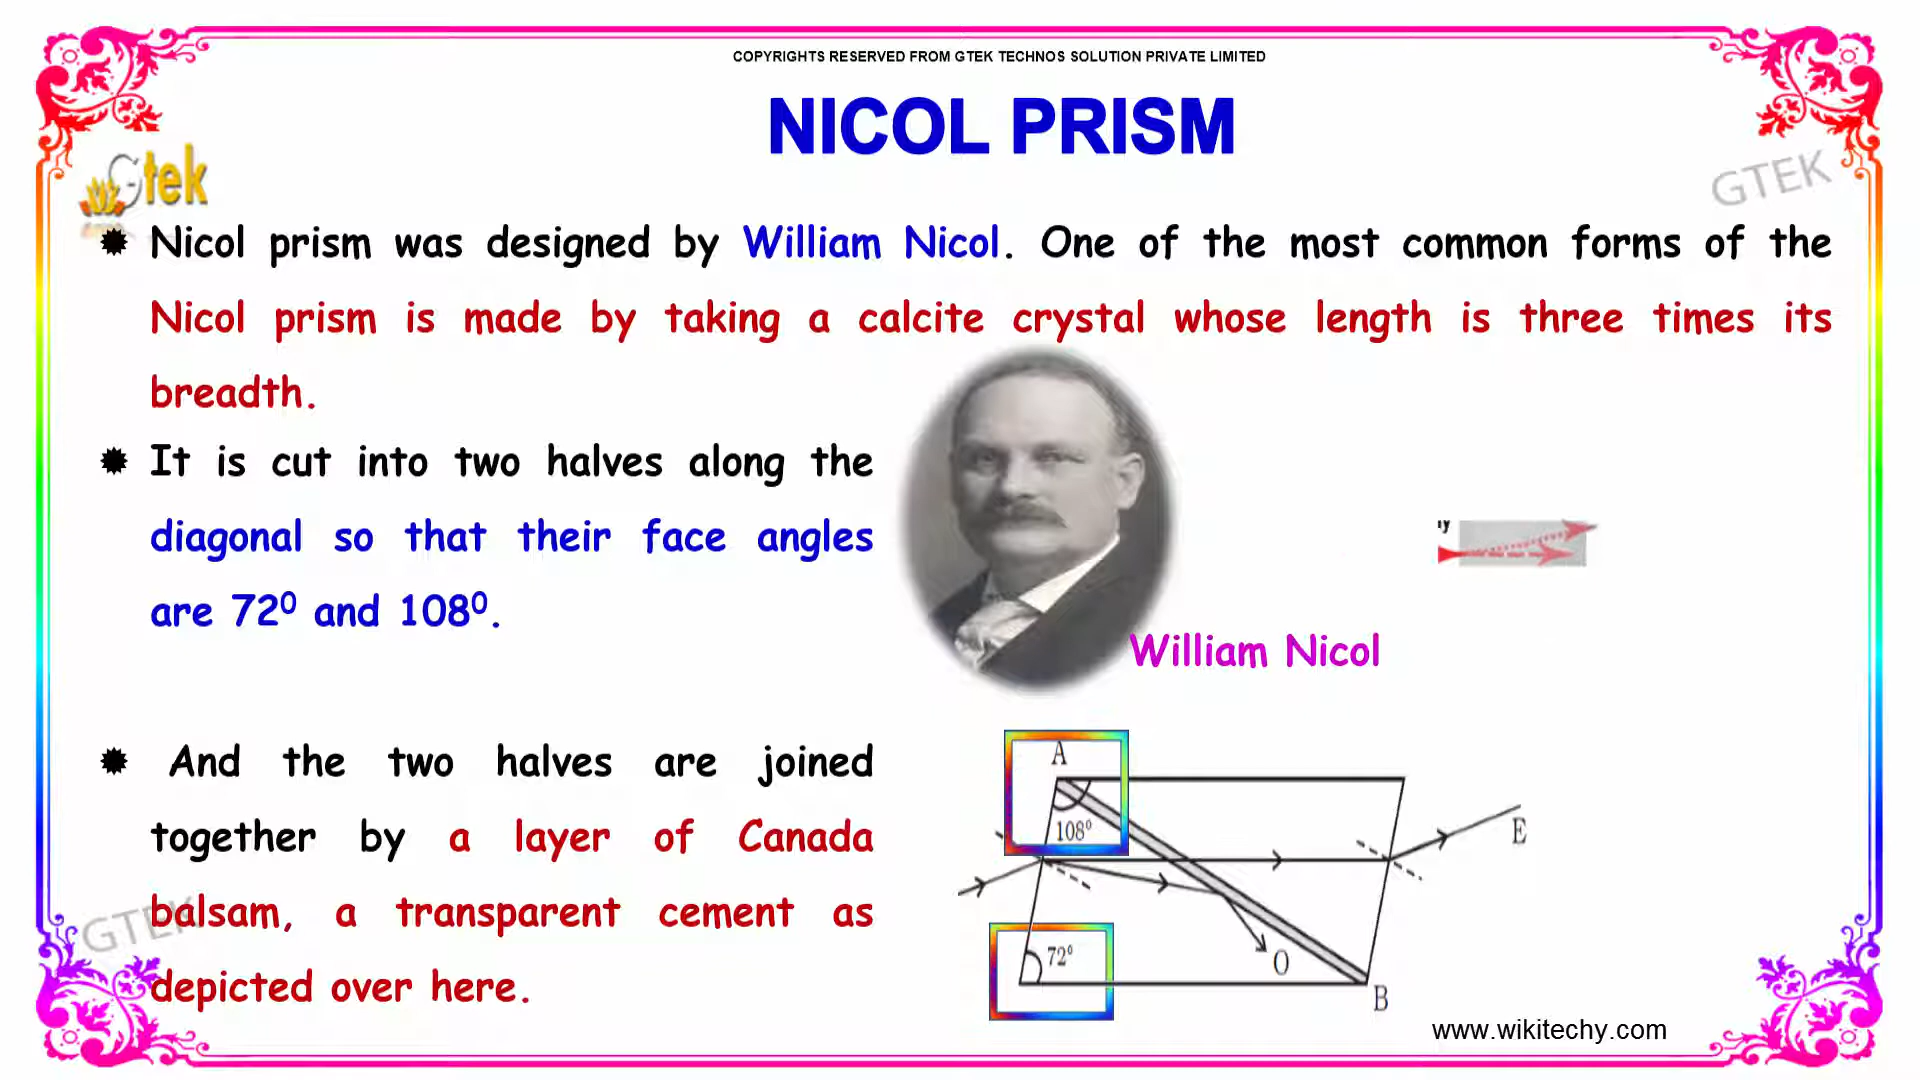 COPYRIGHTS RESERVED FROM GTEK TECHNOS SOLUTION PRIVATE LIMITED
NICOL PRISM
Gtek
GTEK
Nicol prism was designed by William Nicol. One of the most common forms of the
Nicol prism is made by taking a calcite crystal whose length is three times its
breadth.
It is cut into two halves along the
diagonal so that their face angles
are 72⁰ and 108⁰.
William Nicol
And the two halves are joined
together by a layer of Canada
balsam, a transparent cement as
depicted over here.
GTEK
A
108⁰
E
72⁰
O
B
www.wikitechy.com